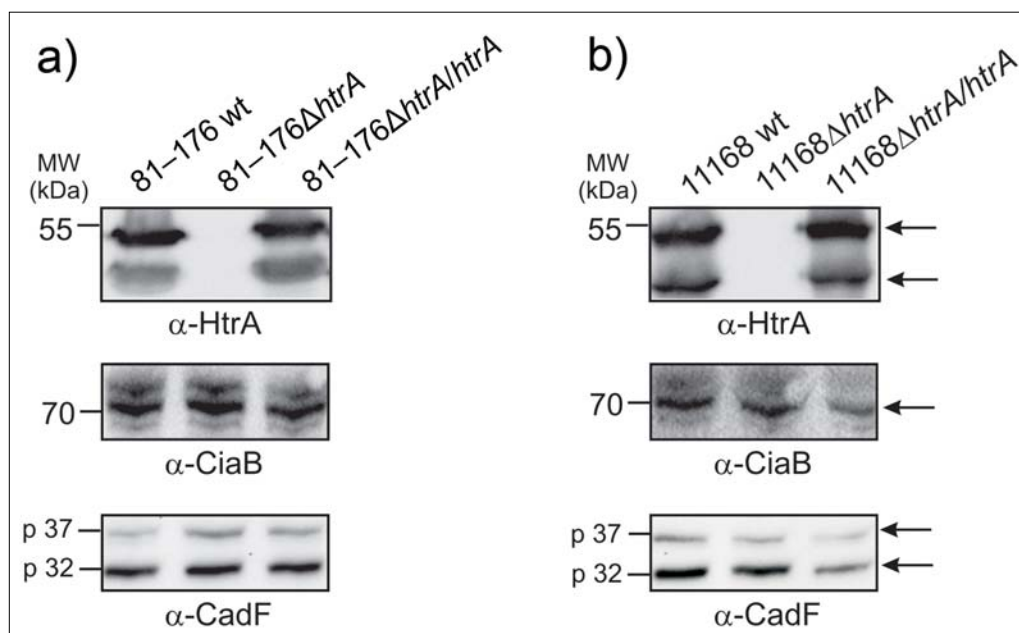 a)
MW
(kDa)
81–176 wt
81–176ΔhtrA
81–176ΔhtrA/htrA
55
α-HtrA
70
α-CiaB
p 37
p 32
α-CadF
b)
MW
(kDa)
11168 wt
11168ΔhtrA
11168ΔhtrA/htrA
55
α-HtrA
70
α-CiaB
p 37
p 32
α-CadF